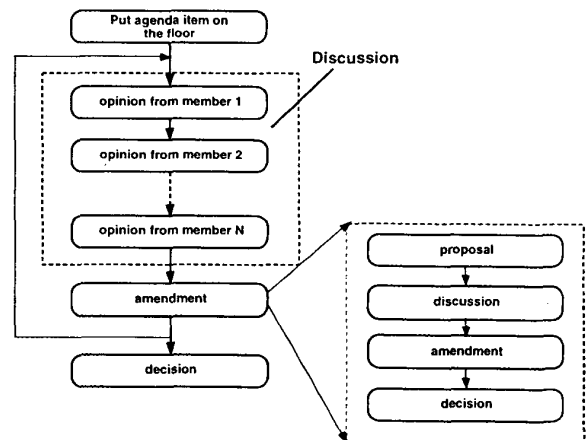 Put agenda item on
the floor
Discussion
opinion from member 1
opinion from member 2
opinion from member N
amendment
decision
proposal
discussion
amendment
decision